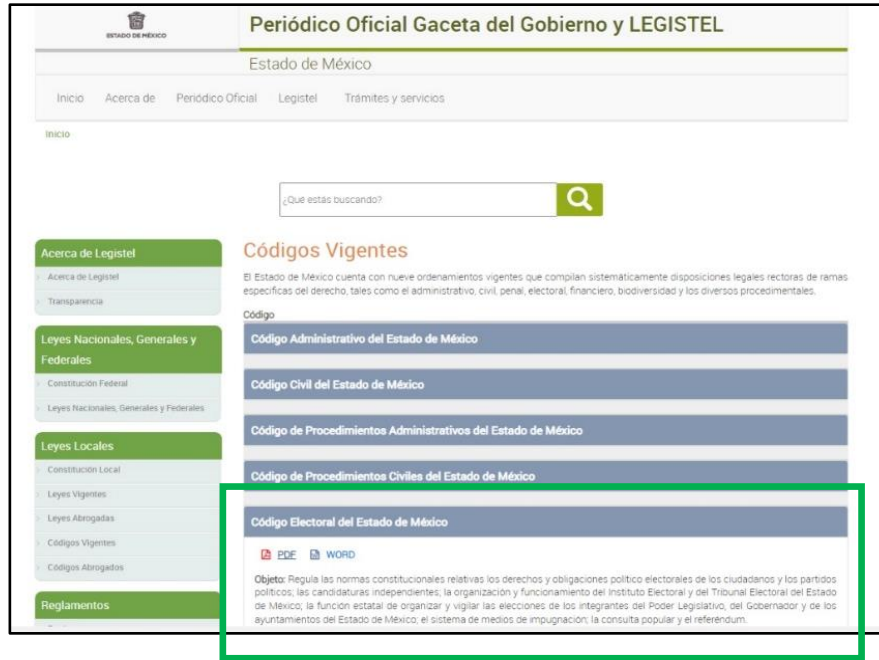 ESTADO DE MÉXICO
Periódico Oficial Gaceta del Gobierno y LEGISTEL
Estado de México
Inicio Acerca de Periódico Oficial Legistel Trámites y servicios
Inicio
¿Qué estás buscando?
Acerca de Legistel
Acerca de Legistel
Transparencia
Leyes Nacionales, Generales y
Federales
Constitución Federal
Leyes Nacionales, Generales y Federales
Leyes Locales
Constitución Local
Leyes Vigentes
Leyes Abrogadas
Códigos Vigentes
Códigos Abrogados
Reglamentos
Códigos Vigentes
El Estado de México cuenta con nueve ordenamientos vigentes que compilan sistemáticamente disposiciones legales rectoras de ramas
específicas del derecho, tales como el administrativo, civil, penal, electoral, financiero, biodiversidad y los diversos procedimentales.
Código
Código Administrativo del Estado de México
Código Civil del Estado de México
Código de Procedimientos Administrativos del Estado de México
Código de Procedimientos Civiles del Estado de México
Código Electoral del Estado de México
PDF WORD
Objeto: Regula las normas constitucionales relativas los derechos y obligaciones político electorales de los ciudadanos y los partidos
políticos; las candidaturas independientes; la organización y funcionamiento del Instituto Electoral y del Tribunal Electoral del Estado
de México; la función estatal de organizar y vigilar las elecciones de los integrantes del Poder Legislativo, del Gobernador y de los
ayuntamientos del Estado de México; el sistema de medios de impugnación; la consulta popular y el referéndum.